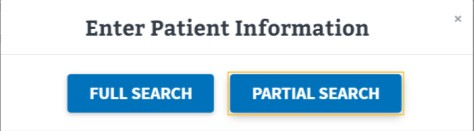 Enter Patient Information
×
FULL SEARCH PARTIAL SEARCH